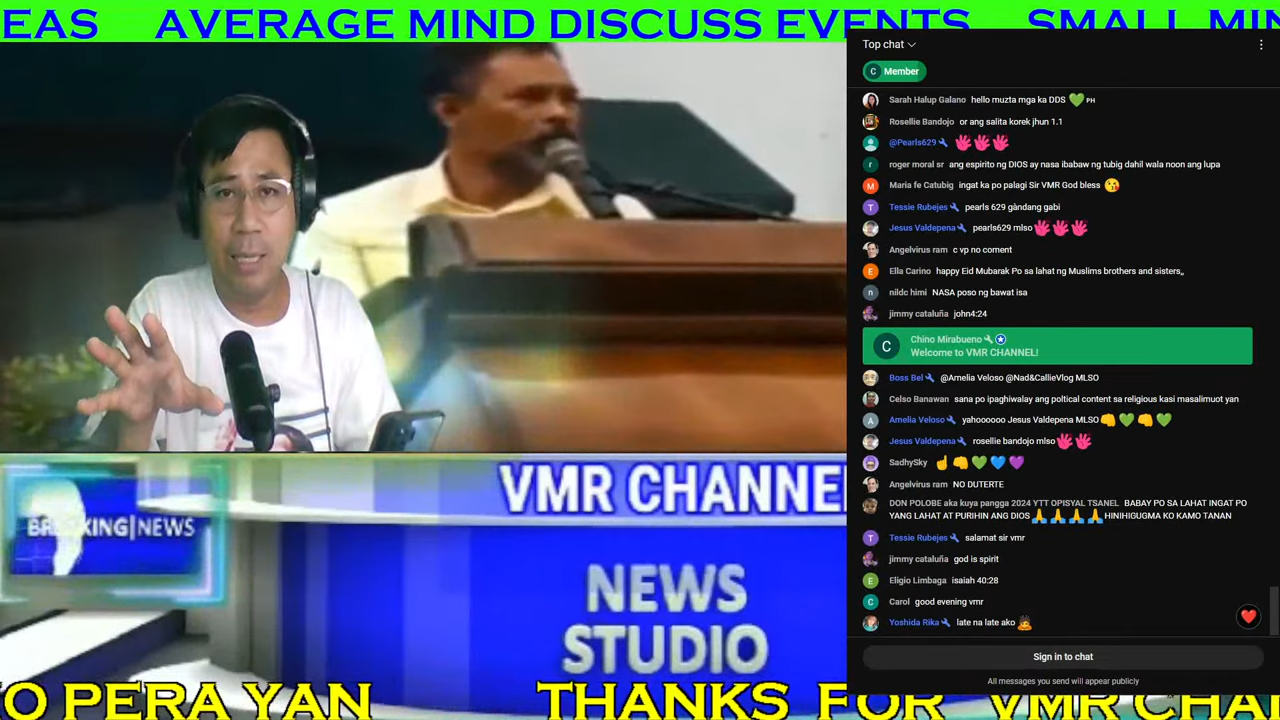 EAS AVERAGE MIND DISCUSS EVENTS SMALL MIN
Top chat
C Member
Sarah Halup Galano hello muzta mga ka DDS 💚 PH
Rosellie Bandojo or ang salita korek jhun 1.1
@Pearls629
roger moral sr ang espirito ng DIOS ay nasa ibabaw ng tubig dahil wala noon ang lupa
Maria fe Catubig ingat ka po palagi Sir VMR God bless 😘
Tessie Rubejes pearls 629 gàndang gabi
Jesus Valdepena pearls629 mlso
Angelvirus ram c vp no coment
Ella Carino happy Eid Mubarak Po sa lahat ng Muslims brothers and sisters,,
nildc himi NASA poso ng bawat isa
jimmy cataluña john4:24
C Chino Mirabueno
Welcome to VMR CHANNEL!
Boss Bel @Amelia Veloso @Nad&CallieVlog MLSO
Celso Banawan sana po ipaghiwalay ang poltical content sa religious kasi masalimuot yan
Amelia Veloso yahoooooo Jesus Valdepena MLSO👊💚👊💚
Jesus Valdepena rosellie bandojo mlso
SadhySky ☝👊💚💙💜
Angelvirus ram NO DUTERTE
DON POLOBE aka kuya pangga 2024 YTT OPISYAL TSANEL BABAY PO SA LAHAT INGAT PO
YANG LAHAT AT PURIHIN ANG DIOS🙏🙏🙏🙏HINIHIGUGMA KO KAMO TANAN
Tessie Rubejes salamat sir vmr
jimmy cataluña god is spirit
Eligio Limbaga isaiah 40:28
Carol good evening vmr
Yoshida Rika late na late ako 🙇
Sign in to chat
All messages you send will appear publicly
VMR CHANNE
BREAKING|NEWS
NEWS
STUDIO
O PERA YAN THANKS FOR VMR CHA